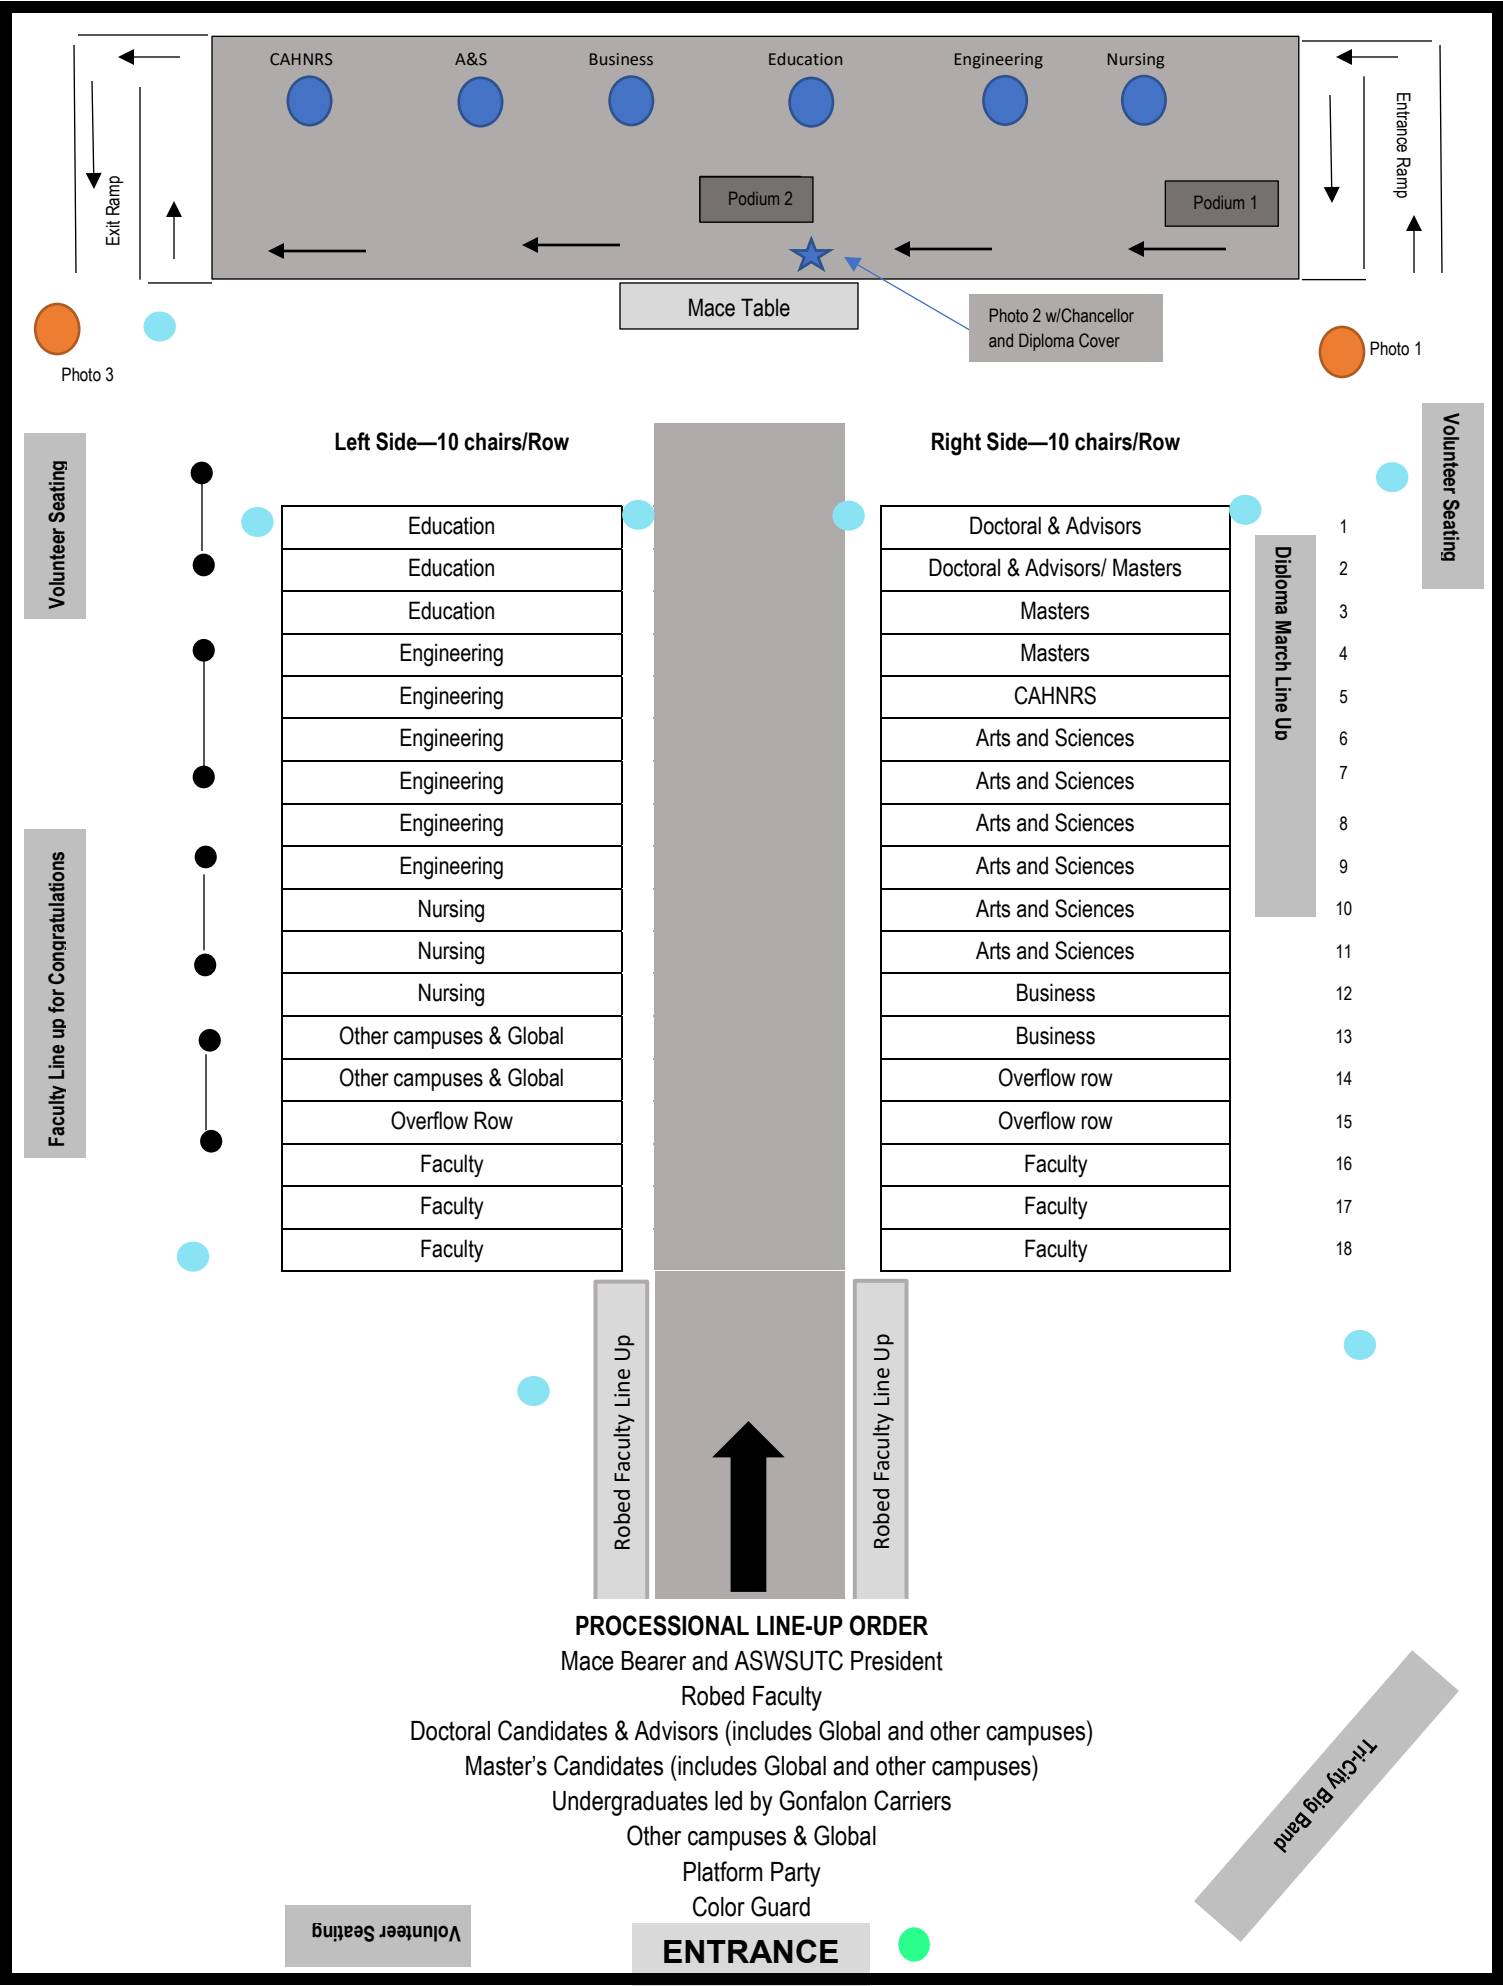 CAHNRS
A&S
Business
Education
Engineering
Nursing
Entrance Ramp
Exit Ramp
Podium 2
Podium 1
Mace Table
Photo 2 w/Chancellor
and Diploma Cover
Photo 3
Photo 1
Volunteer Seating
Volunteer Seating
Left Side—10 chairs/Row
Right Side—10 chairs/Row
Education
Doctoral & Advisors
1
Education
Doctoral & Advisors/ Masters
2
Education
Masters
3
Engineering
Masters
4
Engineering
CAHNRS
5
Engineering
Arts and Sciences
6
Engineering
Arts and Sciences
7
Engineering
Arts and Sciences
8
Engineering
Arts and Sciences
9
Nursing
Arts and Sciences
10
Nursing
Arts and Sciences
11
Nursing
Business
12
Other campuses & Global
Business
13
Other campuses & Global
Overflow row
14
Overflow Row
Overflow row
15
Faculty
Faculty
16
Faculty
Faculty
17
Faculty
Faculty
18
Diploma March Line Up
Faculty Line up for Congratulations
Robed Faculty Line Up
Robed Faculty Line Up
PROCESSIONAL LINE-UP ORDER
Mace Bearer and ASWSUTC President
Robed Faculty
Doctoral Candidates & Advisors (includes Global and other campuses)
Master’s Candidates (includes Global and other campuses)
Undergraduates led by Gonfalon Carriers
Other campuses & Global
Platform Party
Color Guard
Tri-City Big Band
Volunteer Seating
ENTRANCE